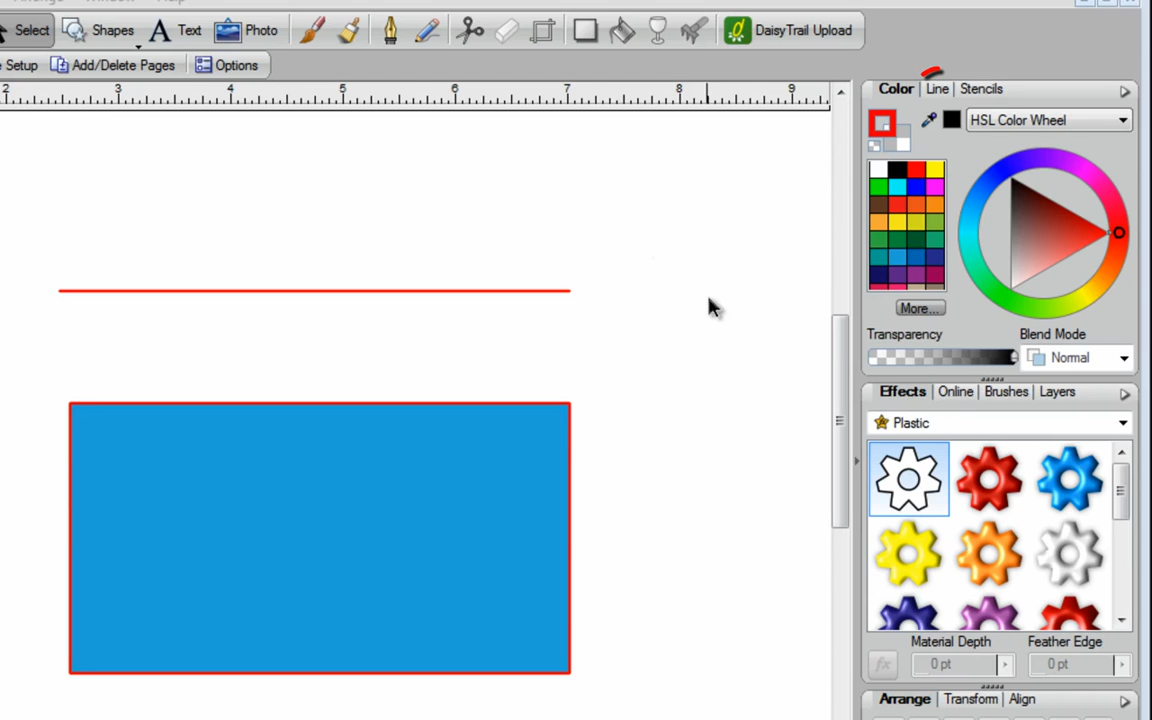 Select Shapes Text Photo DaisyTrail Upload
Setup Add/Delete Pages Options
2 3 4 5 6 7 8 9
Color Line Stencils
HSL Color Wheel
More...
Transparency Blend Mode
Normal
Effects Online Brushes Layers
Plastic
Material Depth Feather Edge
fx 0 pt 0 pt
Arrange Transform Align